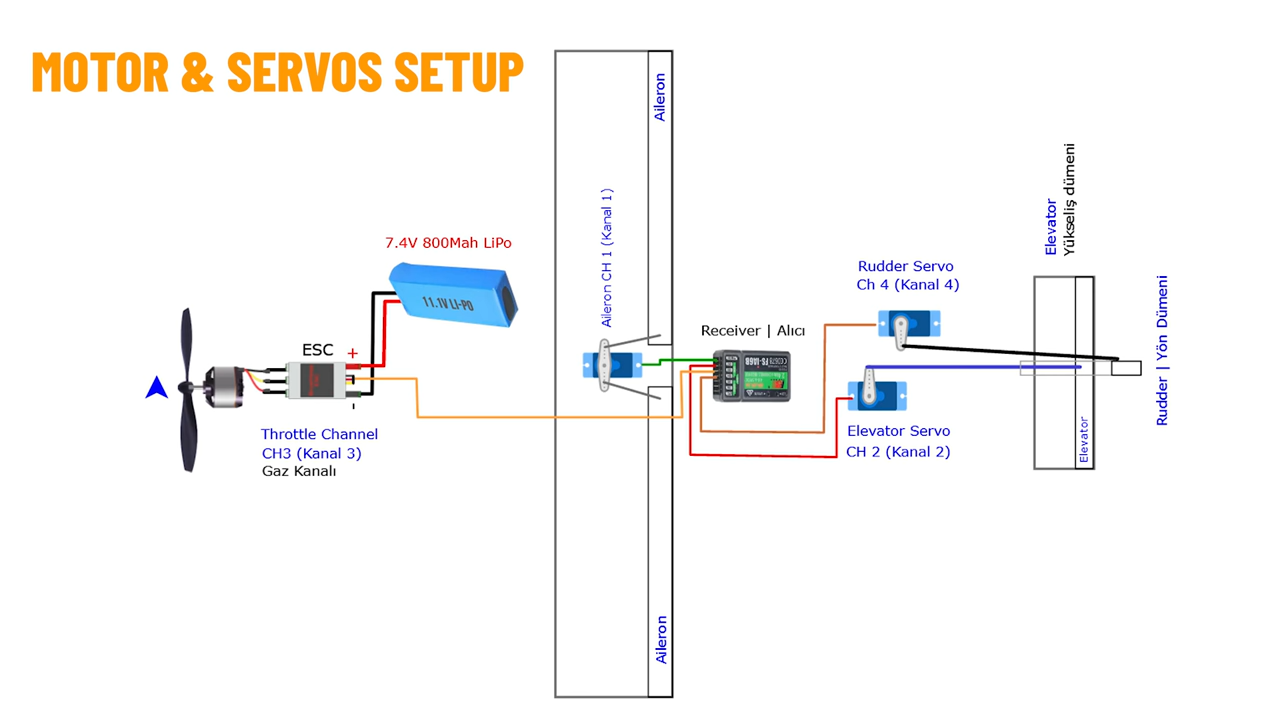 MOTOR & SERVOS SETUP
Aileron
Aileron CH 1 (Kanal 1)
7.4V 800Mah LiPo
11.1V LI-PO
ESC
+
-
Throttle Channel
CH3 (Kanal 3)
Gaz Kanalı
Receiver | Alıcı
FS-IA6B
Rudder Servo
Ch 4 (Kanal 4)
Elevator Servo
CH 2 (Kanal 2)
Elevator
Yükseliş dümeni
Elevator
Rudder | Yön Dümeni
Aileron